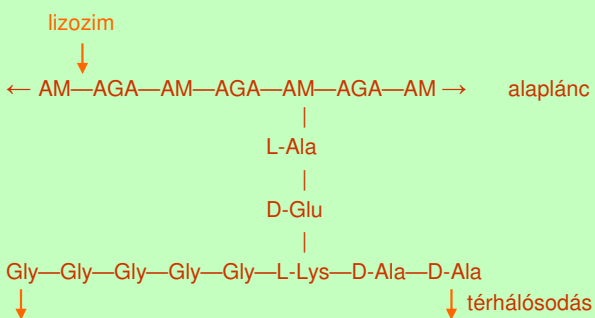 lizozim
← AM—AGA—AM—AGA—AM—AGA—AM → alaplánc
L-Ala
D-Glu
Gly—Gly—Gly—Gly—Gly—L-Lys—D-Ala—D-Ala
térhálósodás